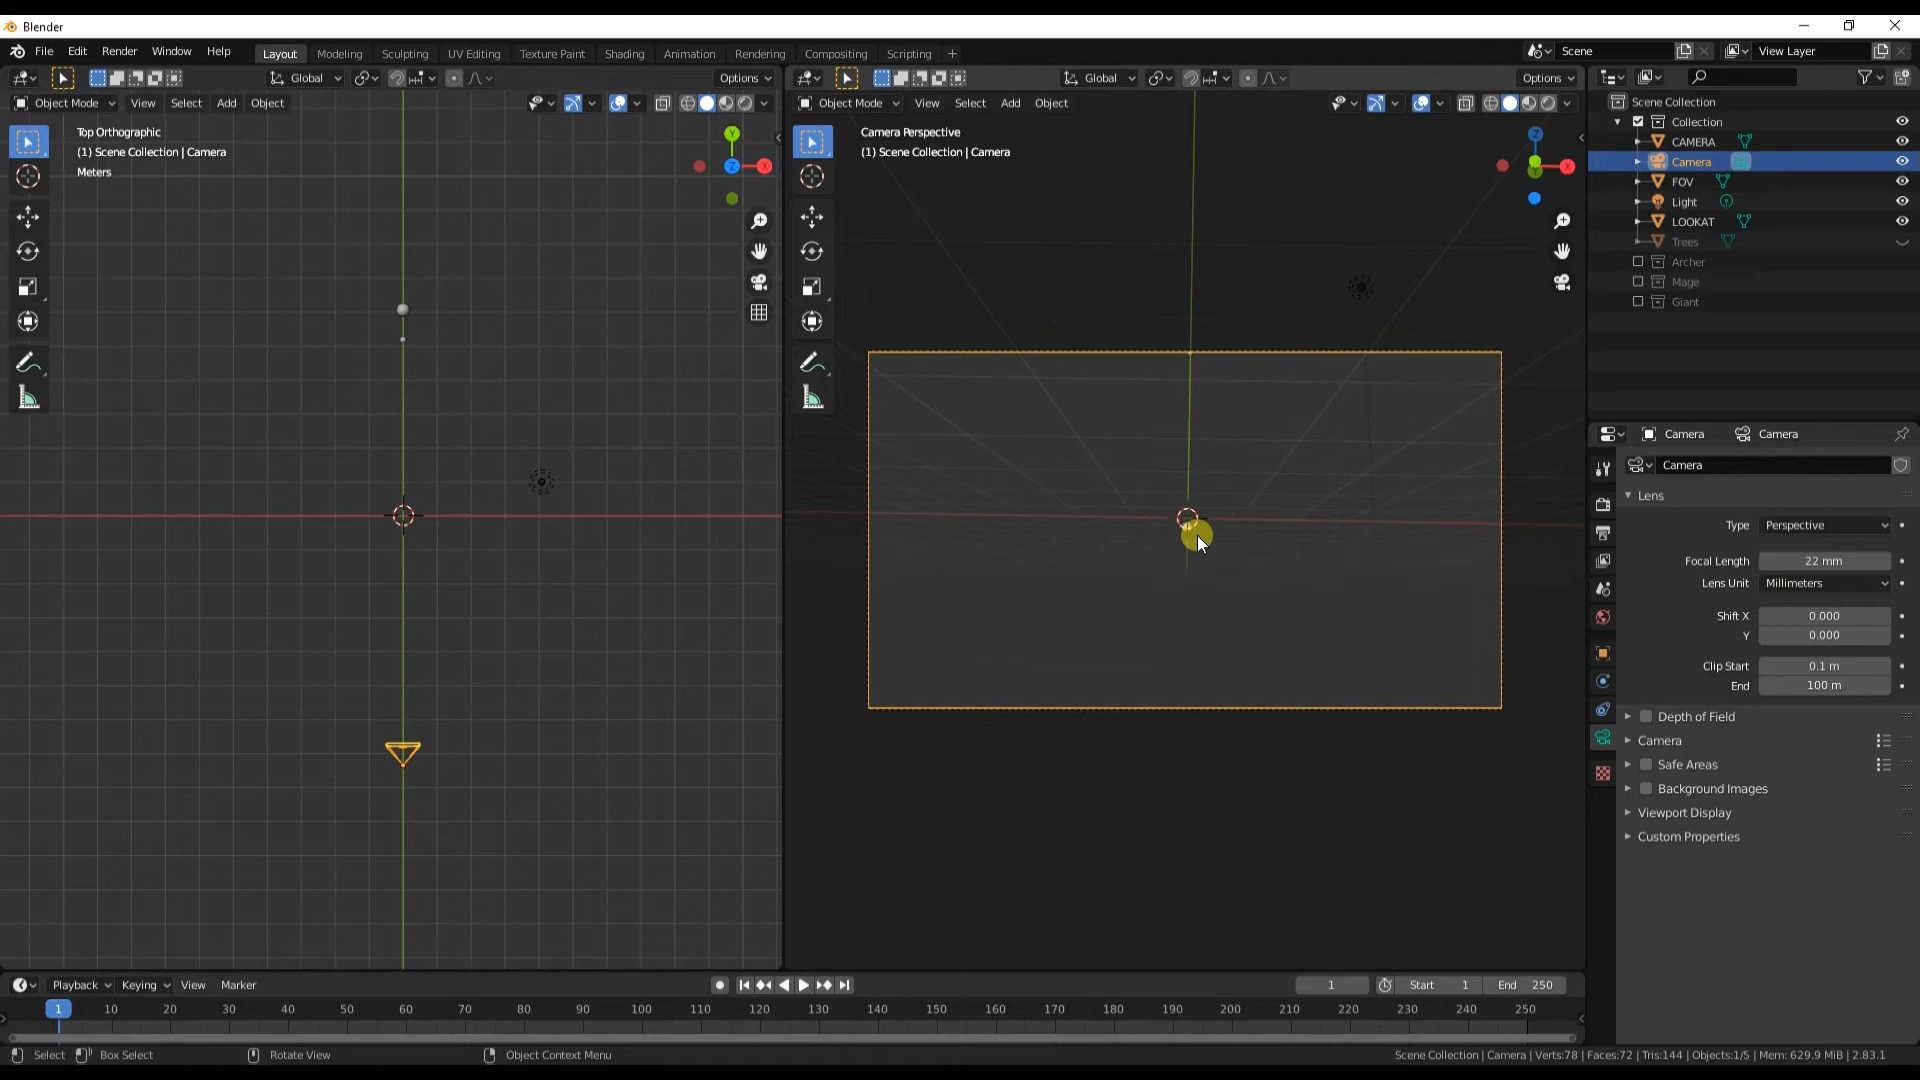 Blender
File Edit Render Window Help
Layout Modeling Sculpting UV Editing Texture Paint Shading Animation Rendering Compositing Scripting +
Scene
View Layer
Global
Options
Global
Options
Object Mode View Select Add Object
Object Mode View Select Add Object
Top Orthographic
(1) Scene Collection | Camera
Meters
Y
Z
X
Camera Perspective
(1) Scene Collection | Camera
Z
X
Y
Scene Collection
Collection
CAMERA
Camera
FOV
Light
LOOKAT
Trees
Archer
Mage
Giant
Camera Camera
Camera
Lens
Type Perspective
Focal Length 22 mm
Lens Unit Millimeters
Shift X 0.000
Y 0.000
Clip Start 0.1 m
End 100 m
Depth of Field
Camera
Safe Areas
Background Images
Viewport Display
Custom Properties
Playback Keying View Marker
1 Start 1 End 250
1 10 20 30 40 50 60 70 80 90 100 110 120 130 140 150 160 170 180 190 200 210 220 230 240 250
Select Box Select Rotate View Object Context Menu
Scene Collection | Camera | Verts:78 | Faces:72 | Tris:144 | Objects:1/5 | Mem: 629.9 MiB | 2.83.1